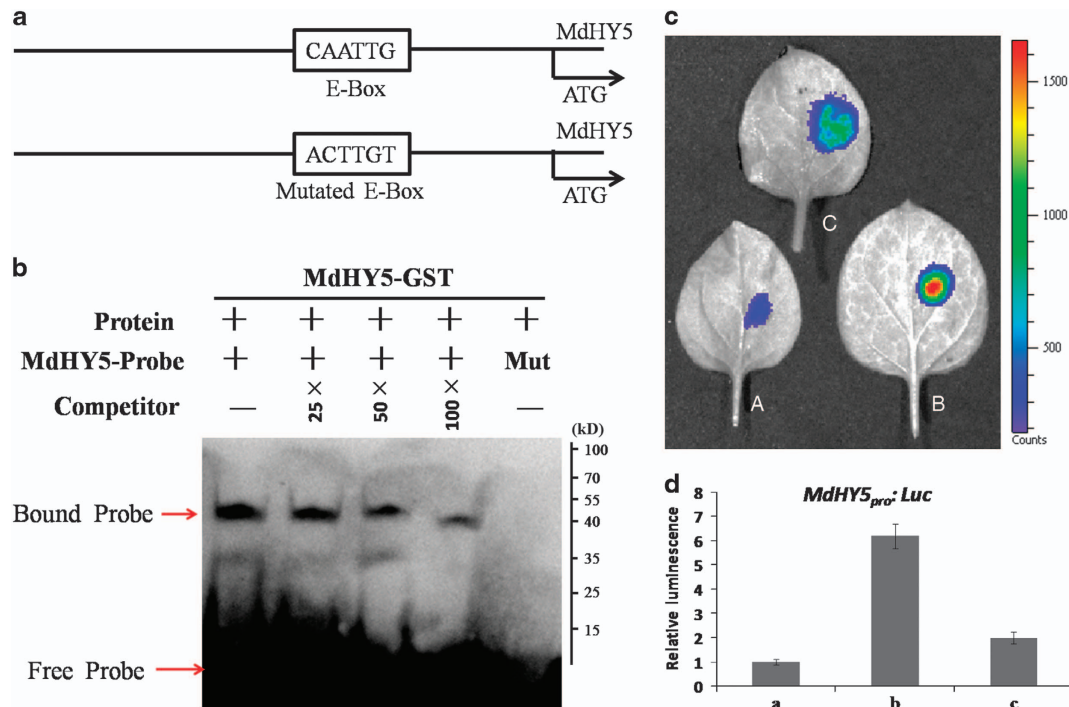 a
MdHY5
CAATTG
E-Box
ATG
MdHY5
ACTTGT
Mutated E-Box
ATG
b
MdHY5-GST
Protein + + + + +
MdHY5-Probe + + + + Mut
Competitor — 25 × 50 × 100 × —
(kD)
100
70
55
40
35
25
15
Bound Probe
Free Probe
c
C
A
B
1500
1000
500
Counts
d
MdHY5pro: Luc
Relative luminescence
8
7
6
5
4
3
2
1
0
a b c